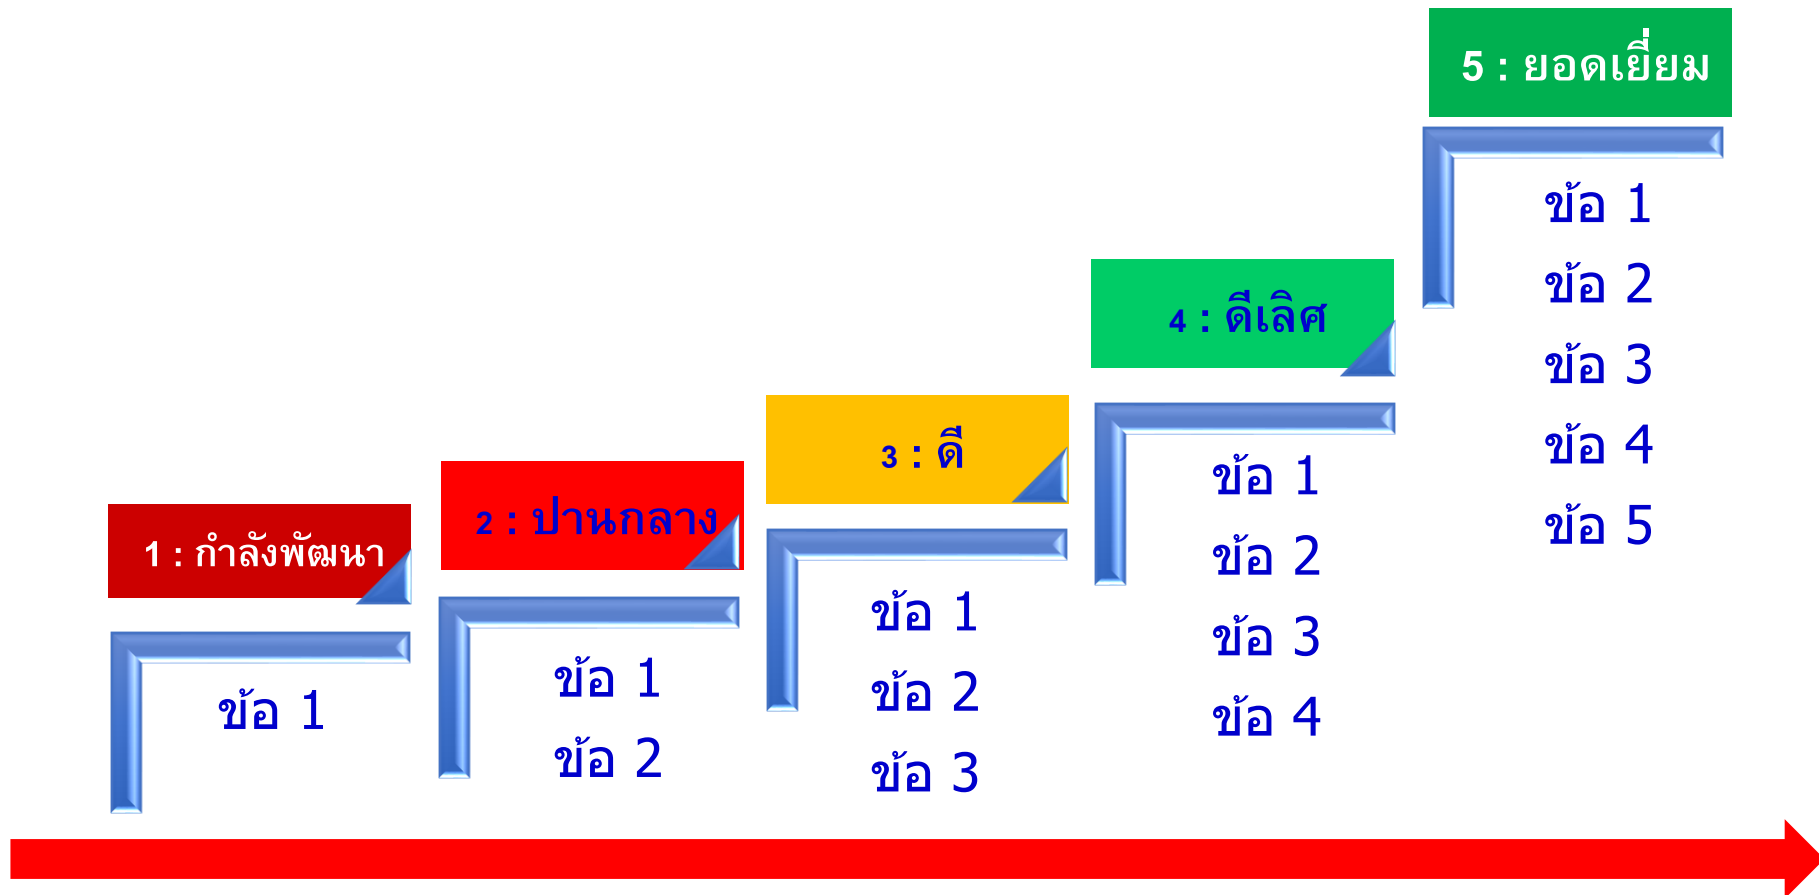 1 : กำลังพัฒนา
ข้อ 1
2 : ปานกลาง
ข้อ 1
ข้อ 2
3 : ดี
ข้อ 1
ข้อ 2
ข้อ 3
4 : ดีเลิศ
ข้อ 1
ข้อ 2
ข้อ 3
ข้อ 4
5 : ยอดเยี่ยม
ข้อ 1
ข้อ 2
ข้อ 3
ข้อ 4
ข้อ 5